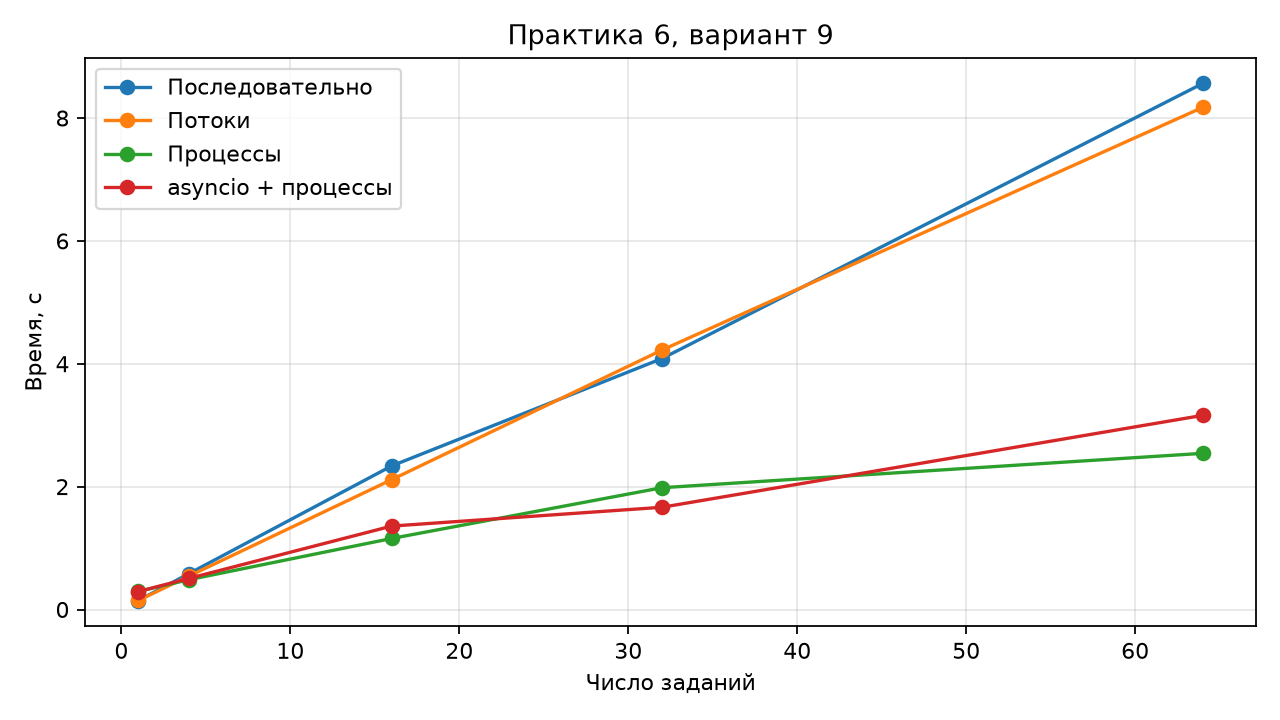 Практика 6, вариант 9
Последовательно
Потоки
Процессы
asyncio + процессы
Время, с
8
6
4
2
0
0 10 20 30 40 50 60
Число заданий